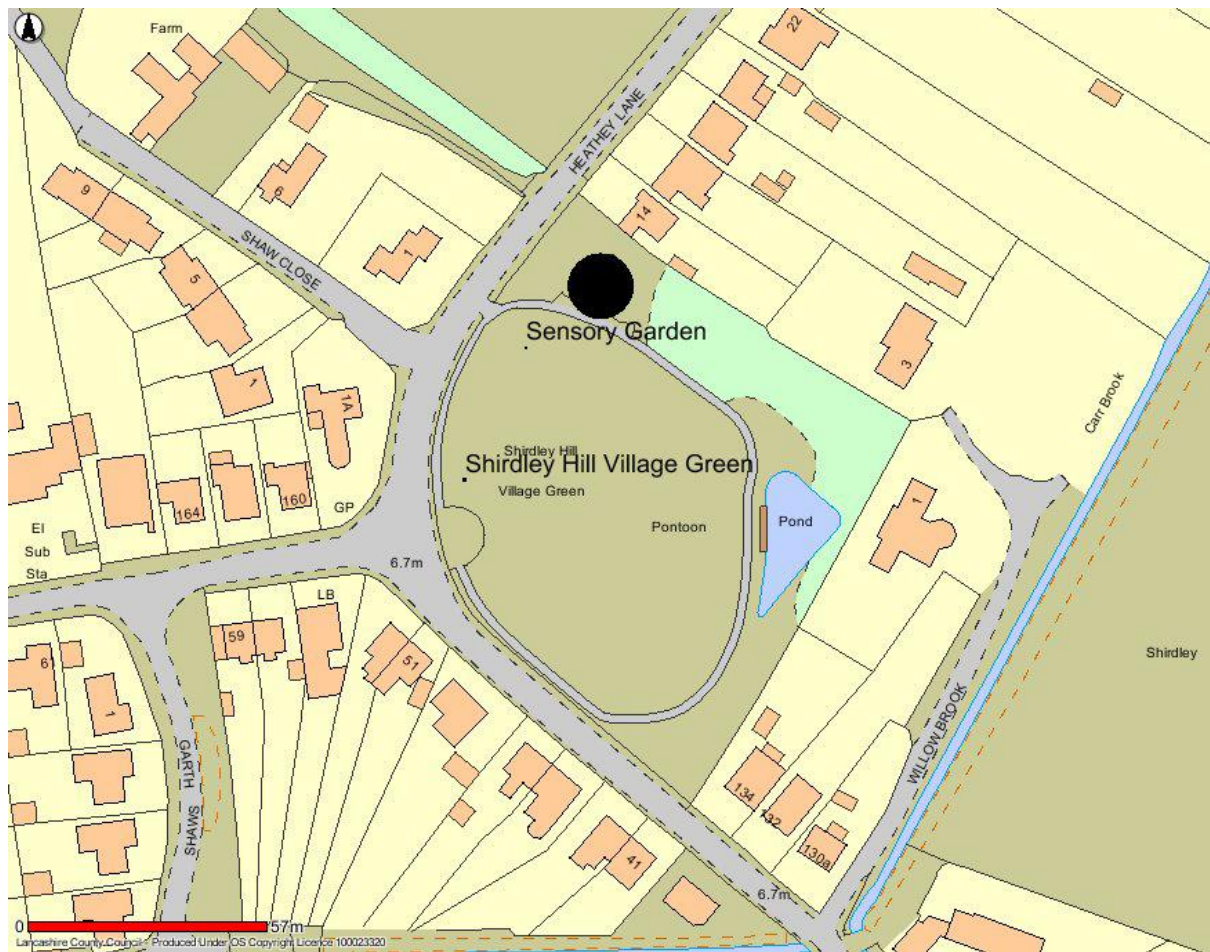 Farm
22
HEATHEY LANE
9
6
14
SHAW CLOSE
1
5
Sensory Garden
3
1
1A
Carr Brook
Shirdley Hill
Shirdley Hill Village Green
Village Green
160
164
GP
1
El
Sub
Sta
Pontoon
Pond
6.7m
LB
59
51
61
1
Shirdley
WILLOW BROOK
GARTH
SHAWS
134
132
130a
41
6.7m
0
57m
Lancashire County Council - Produced Under OS Copyright Licence 100023320